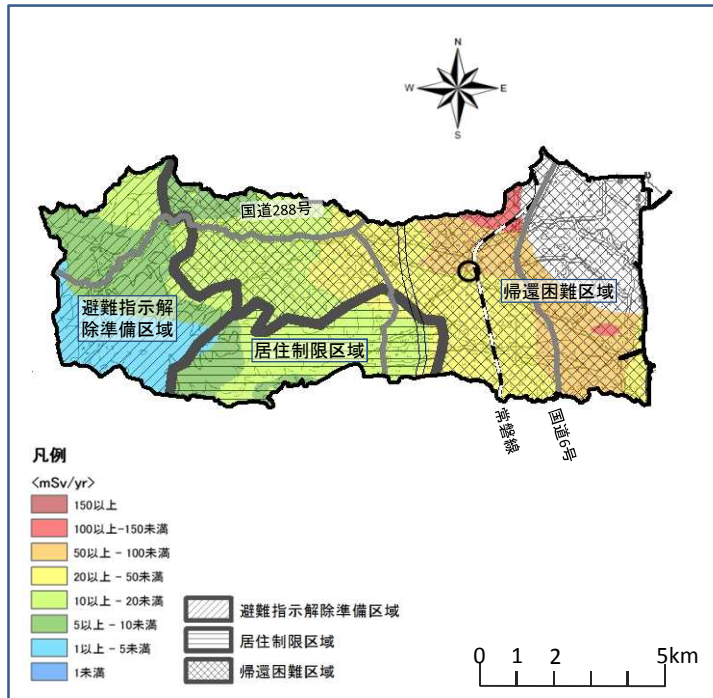 N
W
E
S
国道288号
避難指示解
除準備区域
居住制限区域
帰還困難区域
常磐線
国道6号
凡例
<mSv/yr>
150以上
100以上-150未満
50以上 - 100未満
20以上 - 50未満
10以上 - 20未満
5以上 - 10未満
1以上 - 5未満
1未満
避難指示解除準備区域
居住制限区域
帰還困難区域
0 1 2 5km